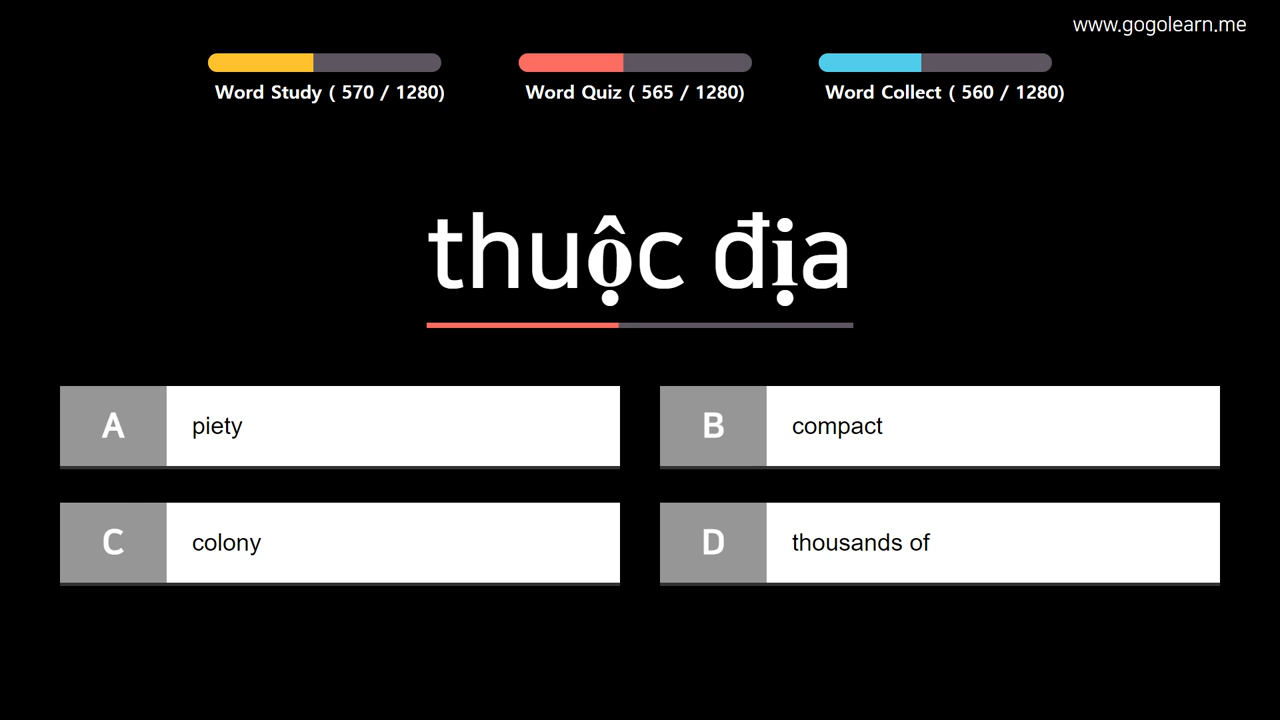 www.gogolearn.me
Word Study ( 570 / 1280)
Word Quiz ( 565 / 1280)
Word Collect ( 560 / 1280)
thuộc địa
A piety
B compact
C colony
D thousands of